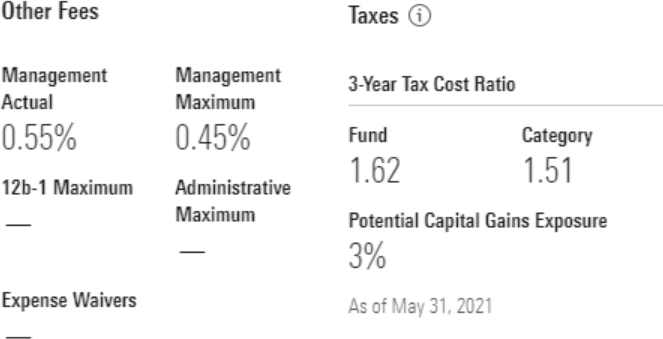 Other Fees
Management
Actual
0.55%
Management
Maximum
0.45%
12b-1 Maximum
—
Administrative
Maximum
—
Expense Waivers
—
Taxes ⓘ
3-Year Tax Cost Ratio
Fund
1.62
Category
1.51
Potential Capital Gains Exposure
3%
As of May 31, 2021